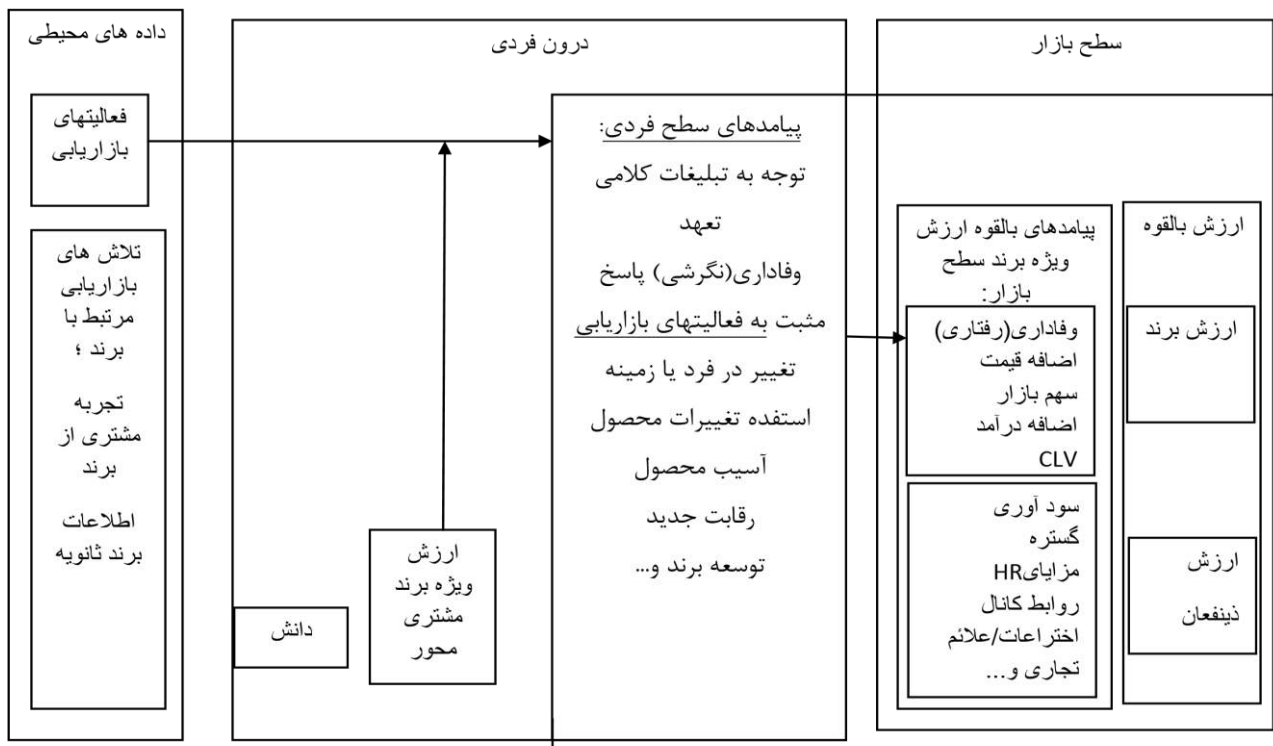 داده های محیطی
فعالیتهای
بازاریابی
تلاش های
بازاریابی
مرتبط با
برند ؛
تجربه
مشتری از
برند
اطلاعات
برند ثانویه
درون فردی
دانش
ارزش
ویژه برند
مشتری
محور
پیامدهای سطح فردی:
توجه به تبلیغات کلامی
تعهد
وفاداری(نگرشی) پاسخ
مثبت به فعالیتهای بازاریابی
تغییر در فرد یا زمینه
استفده تغییرات محصول
آسیب محصول
رقابت جدید
توسعه برند و...
سطح بازار
پیامدهای بالقوه ارزش
ویژه برند سطح
بازار:
وفاداری(رفتاری)
اضافه قیمت
سهم بازار
اضافه درآمد
CLV
سود آوری
گستره
مزایایHR
روابط کانال
اختراعات/علائم
تجاری و...
ارزش بالقوه
ارزش برند
ارزش
ذینفعان